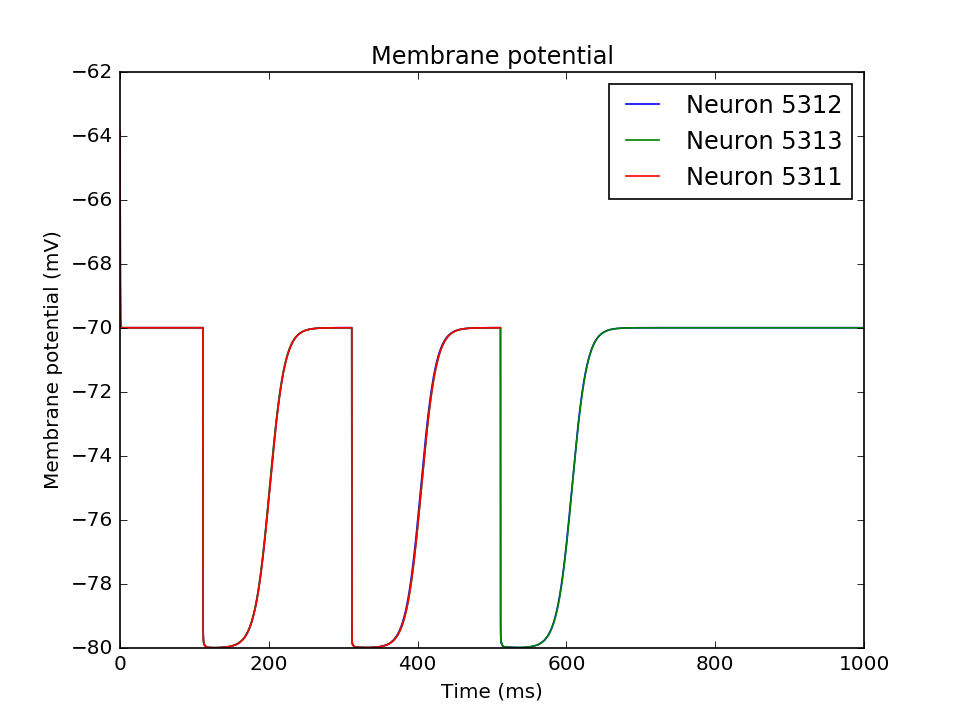 Membrane potential
Neuron 5312
Neuron 5313
Neuron 5311
Membrane potential (mV)
−62
−64
−66
−68
−70
−72
−74
−76
−78
−80
0 200 400 600 800 1000
Time (ms)